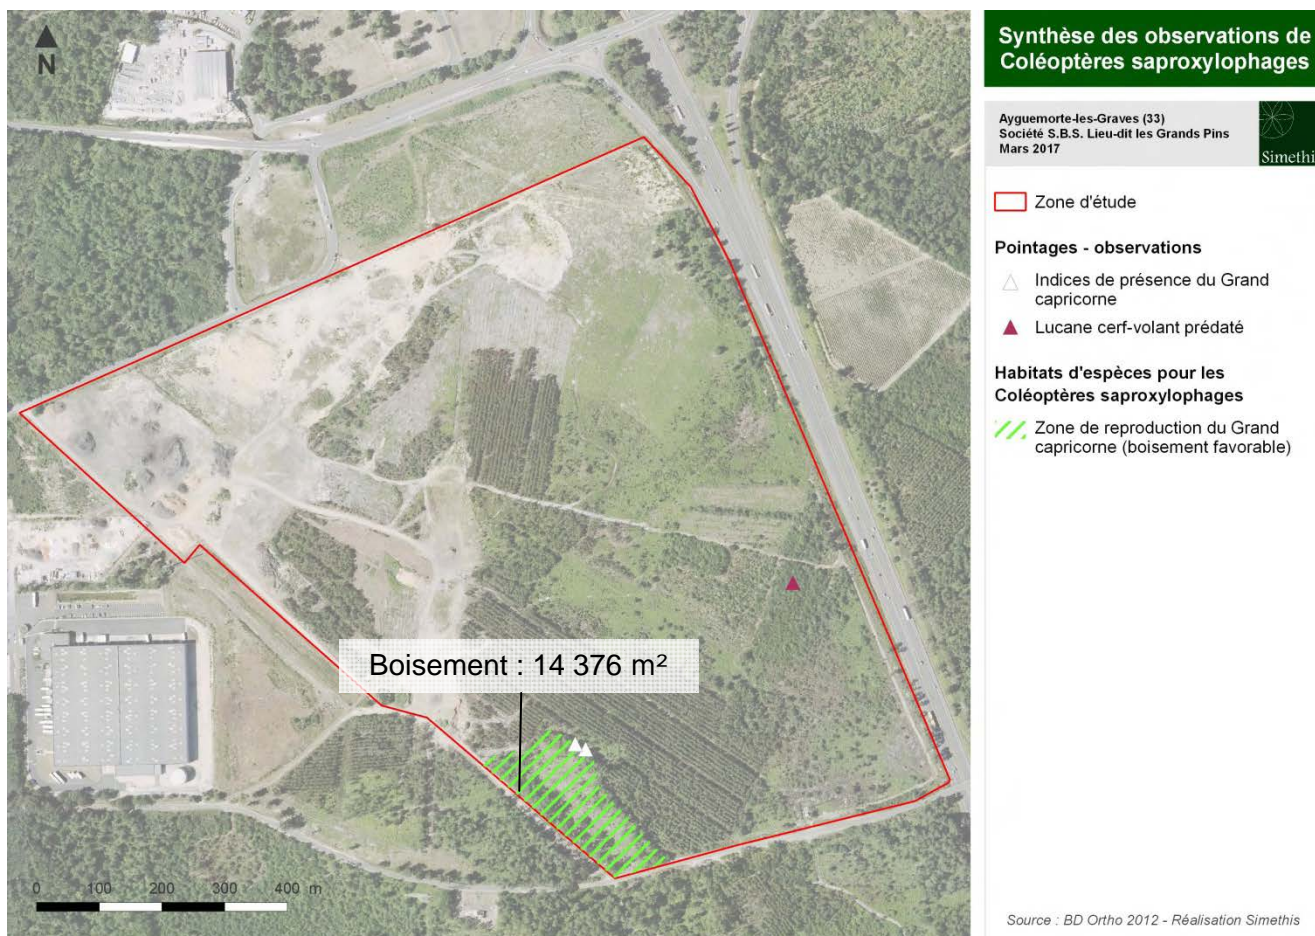 N
Boisement : 14 376 m²
0 100 200 300 400 m
Synthèse des observations de
Coléoptères saproxylophages
Ayguemorte-les-Graves (33)
Société S.B.S. Lieu-dit les Grands Pins
Mars 2017
Simethi
Zone d'étude
Pointages - observations
Indices de présence du Grand
capricorne
Lucane cerf-volant prédaté
Habitats d'espèces pour les
Coléoptères saproxylophages
Zone de reproduction du Grand
capricorne (boisement favorable)
Source : BD Ortho 2012 - Réalisation Simethis